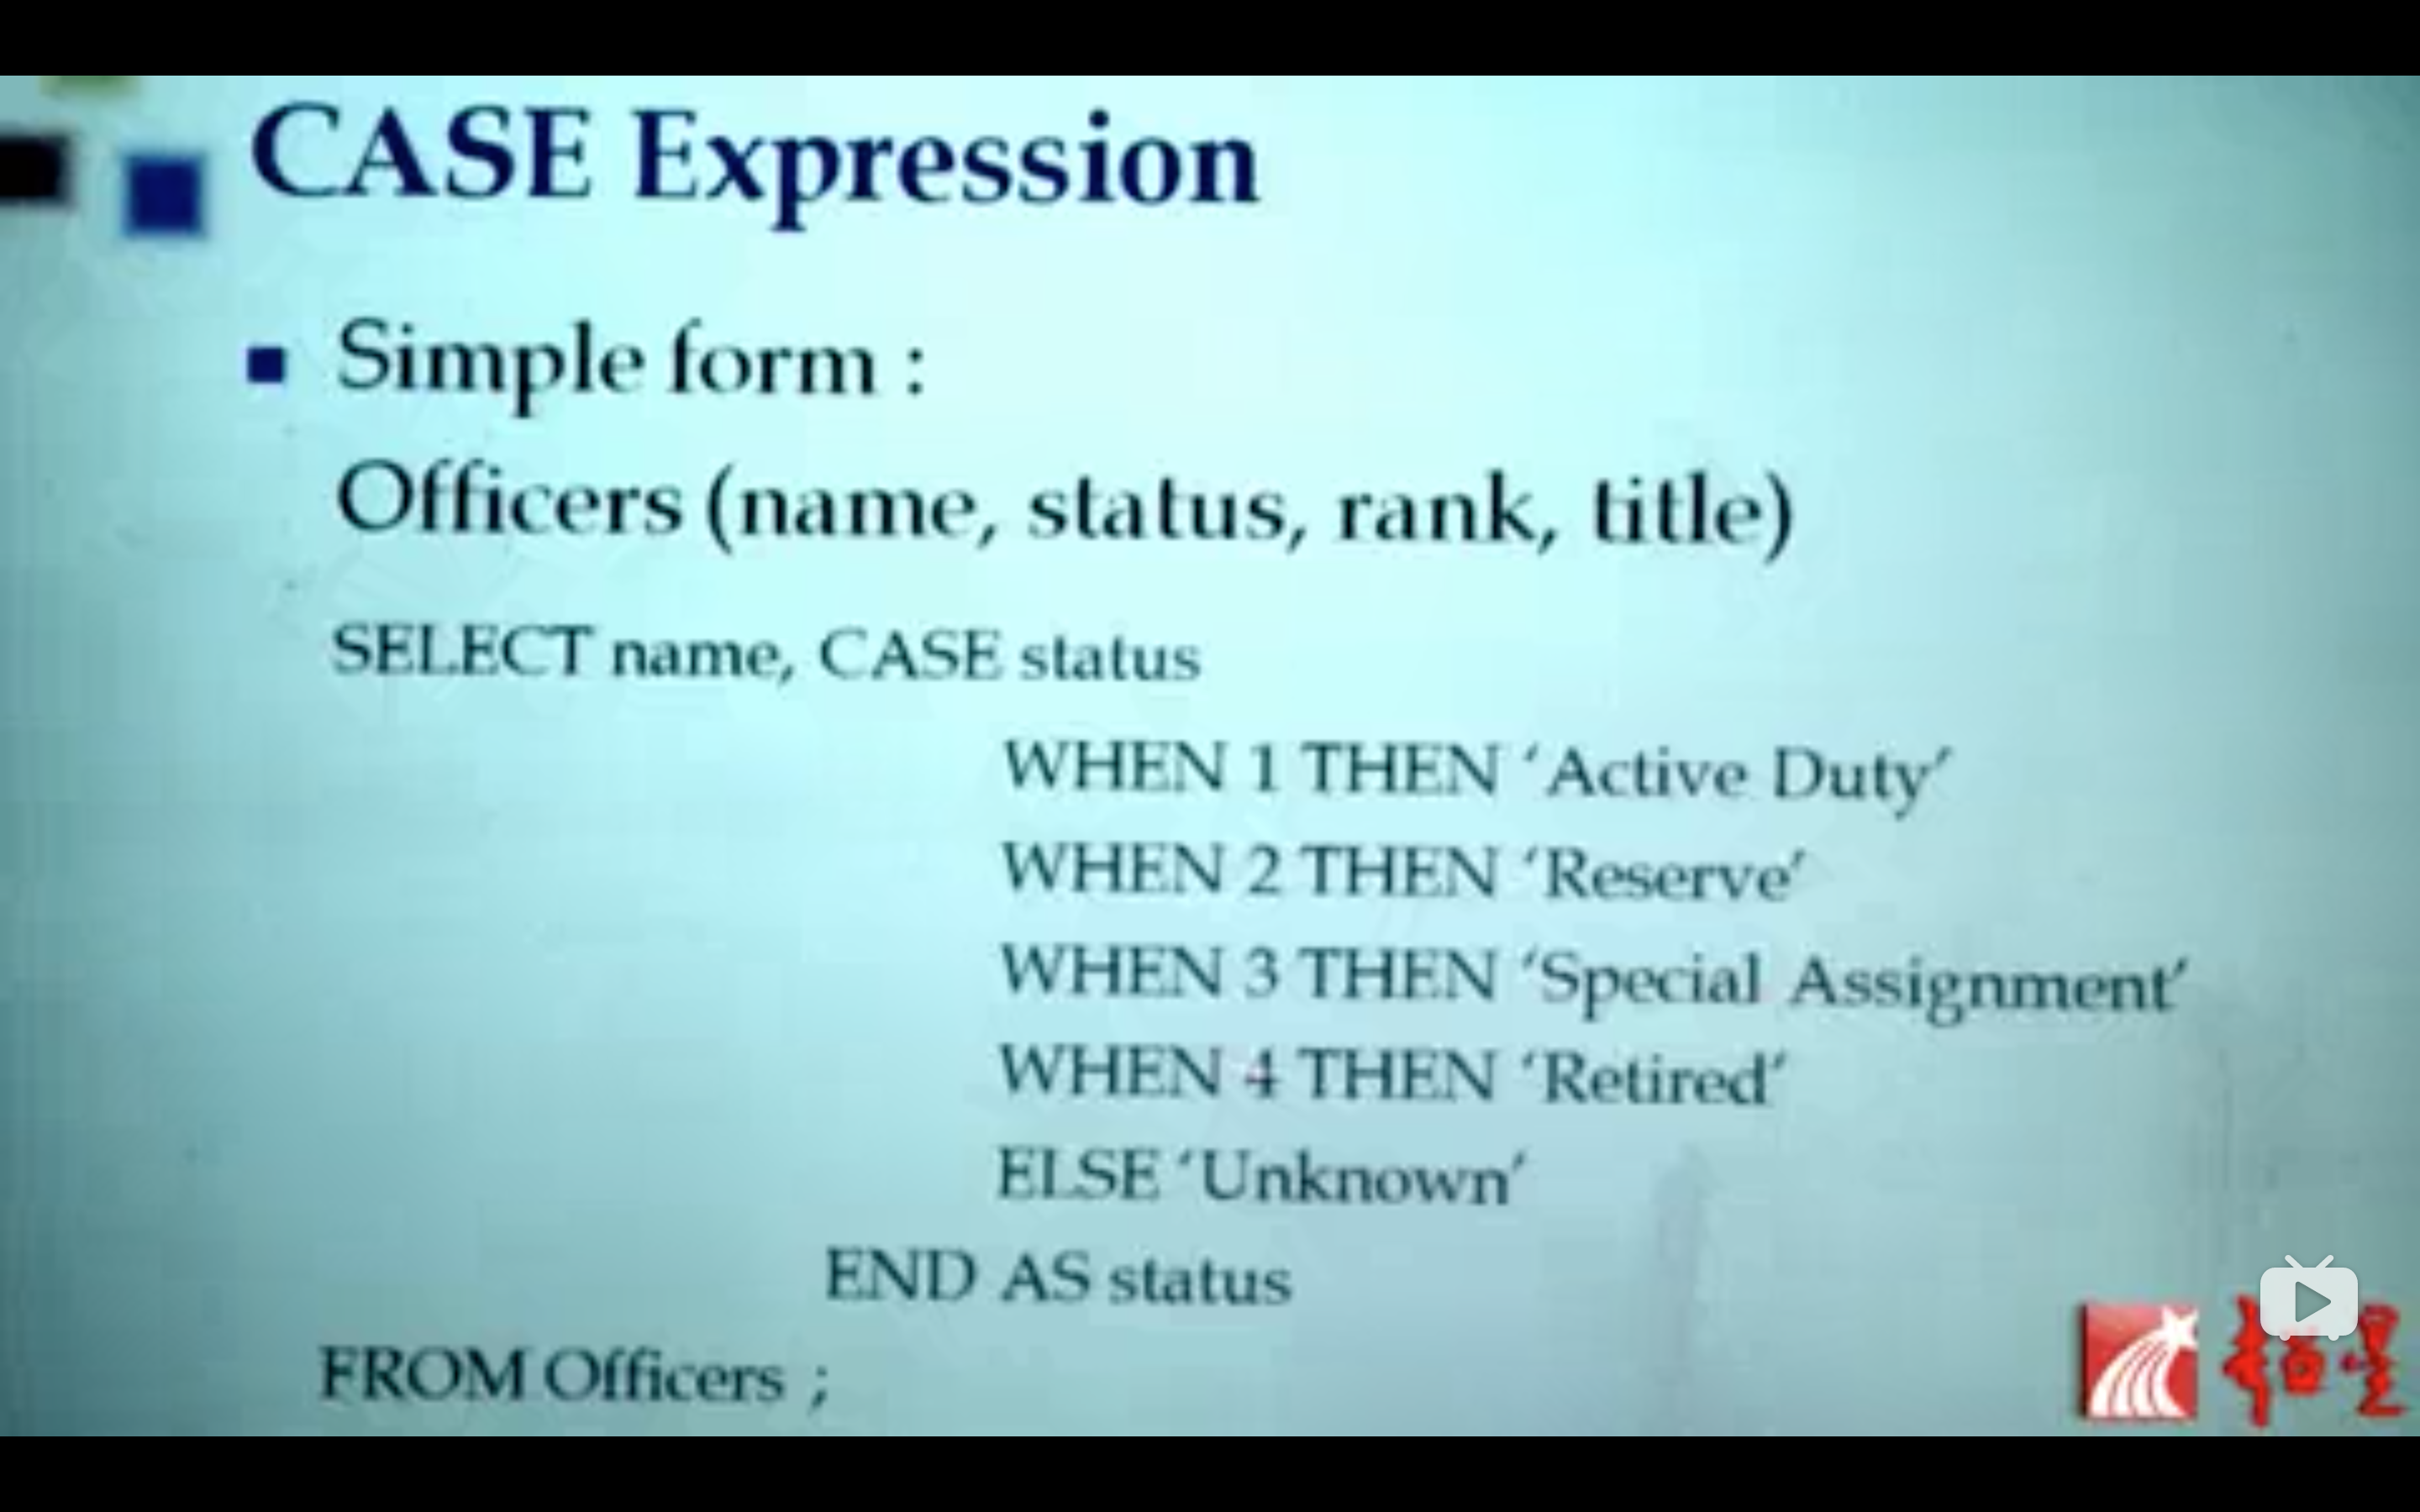 CASE Expression
Simple form :
Officers (name, status, rank, title)
SELECT name, CASE status
WHEN 1 THEN ‘Active Duty’
WHEN 2 THEN ‘Reserve’
WHEN 3 THEN ‘Special Assignment’
WHEN 4 THEN ‘Retired’
ELSE ‘Unknown’
END AS status
FROM Officers ;